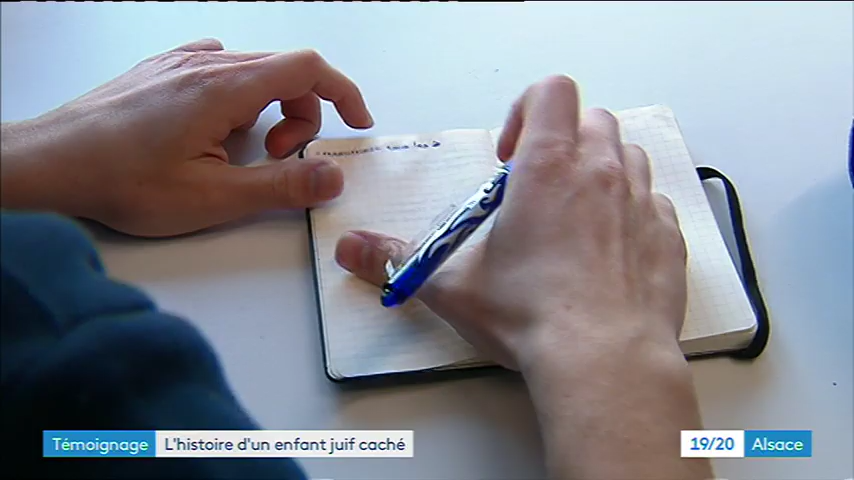 Témoignage L'histoire d'un enfant juif caché
19/20 Alsace